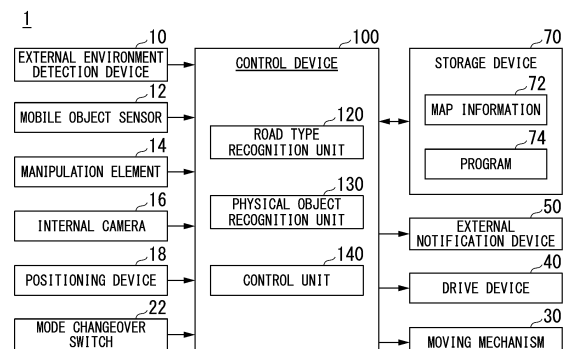 1
10
EXTERNAL ENVIRONMENT
DETECTION DEVICE
12
MOBILE OBJECT SENSOR
14
MANIPULATION ELEMENT
16
INTERNAL CAMERA
18
POSITIONING DEVICE
22
MODE CHANGEOVER
SWITCH
100
CONTROL DEVICE
120
ROAD TYPE
RECOGNITION UNIT
130
PHYSICAL OBJECT
RECOGNITION UNIT
140
CONTROL UNIT
70
STORAGE DEVICE
72
MAP INFORMATION
74
PROGRAM
50
EXTERNAL
NOTIFICATION DEVICE
40
DRIVE DEVICE
30
MOVING MECHANISM